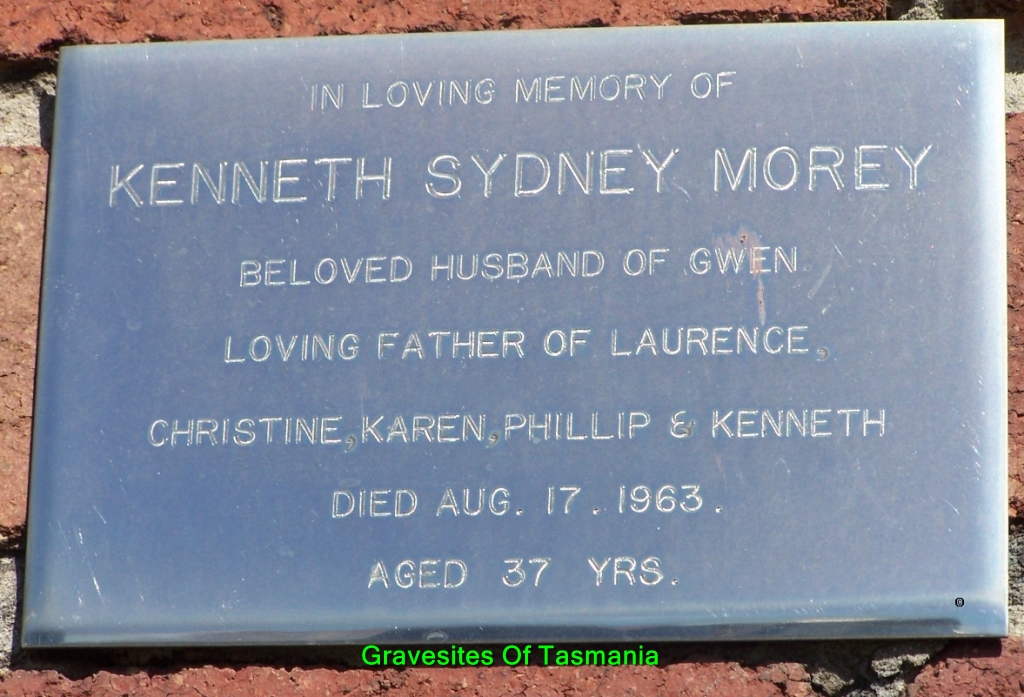 IN LOVING MEMORY OF
KENNETH SYDNEY MOREY
BELOVED HUSBAND OF GWEN.
LOVING FATHER OF LAURENCE,
CHRISTINE, KAREN, PHILLIP & KENNETH
DIED AUG. 17. 1963.
AGED 37 YRS.
©
Gravesites Of Tasmania